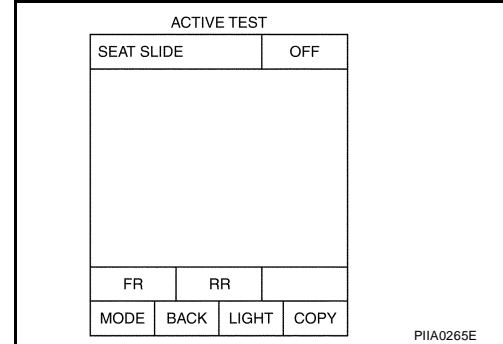 ACTIVE TEST
SEAT SLIDE OFF
FR RR
MODE BACK LIGHT COPY
PIIA0265E